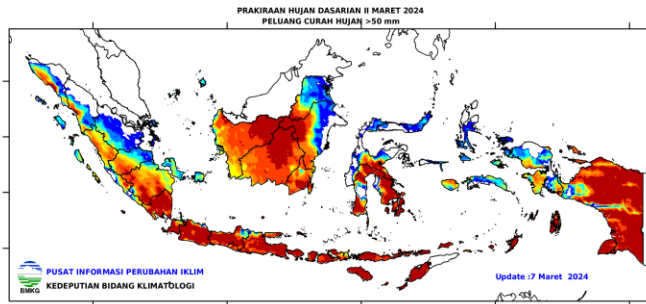 PRAKIRAAN HUJAN DASARIAN II MARET 2024
PELUANG CURAH HUJAN >50 mm
PUSAT INFORMASI PERUBAHAN IKLIM
KEDEPUTIAN BIDANG KLIMATOLOGI
BMKG
Update :7 Maret 2024